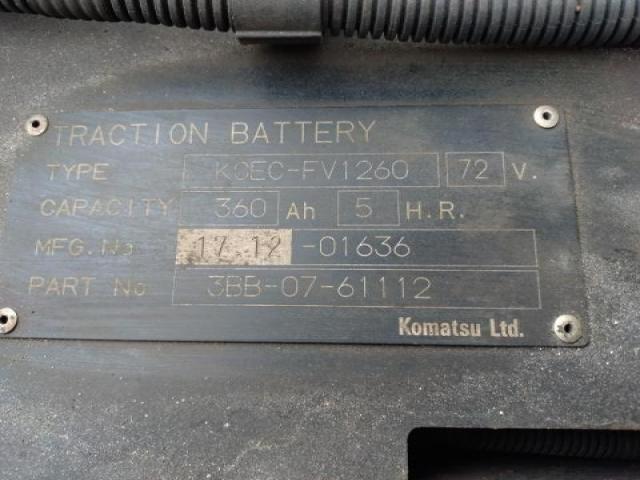 TRACTION BATTERY
TYPE KCEC-FV1260 72 V.
CAPACITY 360 Ah 5 H.R.
MFG.No 17.12 -01636
PART No 3BB-07-61112
Komatsu Ltd.